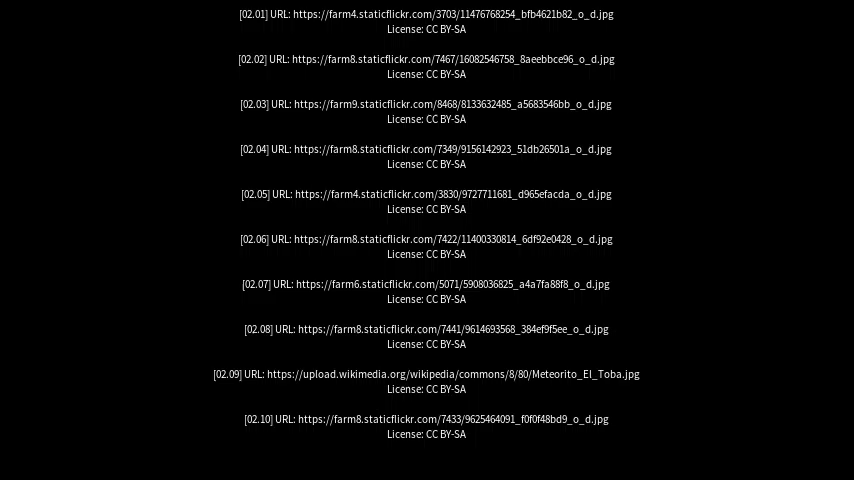 [02.01] URL: https://farm4.staticflickr.com/3703/11476768254_bfb4621b82_o_d.jpg
License: CC BY-SA
[02.02] URL: https://farm8.staticflickr.com/7467/16082546758_8aeebbce96_o_d.jpg
License: CC BY-SA
[02.03] URL: https://farm9.staticflickr.com/8468/8133632485_a5683546bb_o_d.jpg
License: CC BY-SA
[02.04] URL: https://farm8.staticflickr.com/7349/9156142923_51db26501a_o_d.jpg
License: CC BY-SA
[02.05] URL: https://farm4.staticflickr.com/3830/9727711681_d965efacda_o_d.jpg
License: CC BY-SA
[02.06] URL: https://farm8.staticflickr.com/7422/11400330814_6df92e0428_o_d.jpg
License: CC BY-SA
[02.07] URL: https://farm6.staticflickr.com/5071/5908036825_a4a7fa88f8_o_d.jpg
License: CC BY-SA
[02.08] URL: https://farm8.staticflickr.com/7441/9614693568_384ef9f5ee_o_d.jpg
License: CC BY-SA
[02.09] URL: https://upload.wikimedia.org/wikipedia/commons/8/80/Meteorito_El_Toba.jpg
License: CC BY-SA
[02.10] URL: https://farm8.staticflickr.com/7433/9625464091_f0f0f48bd9_o_d.jpg
License: CC BY-SA